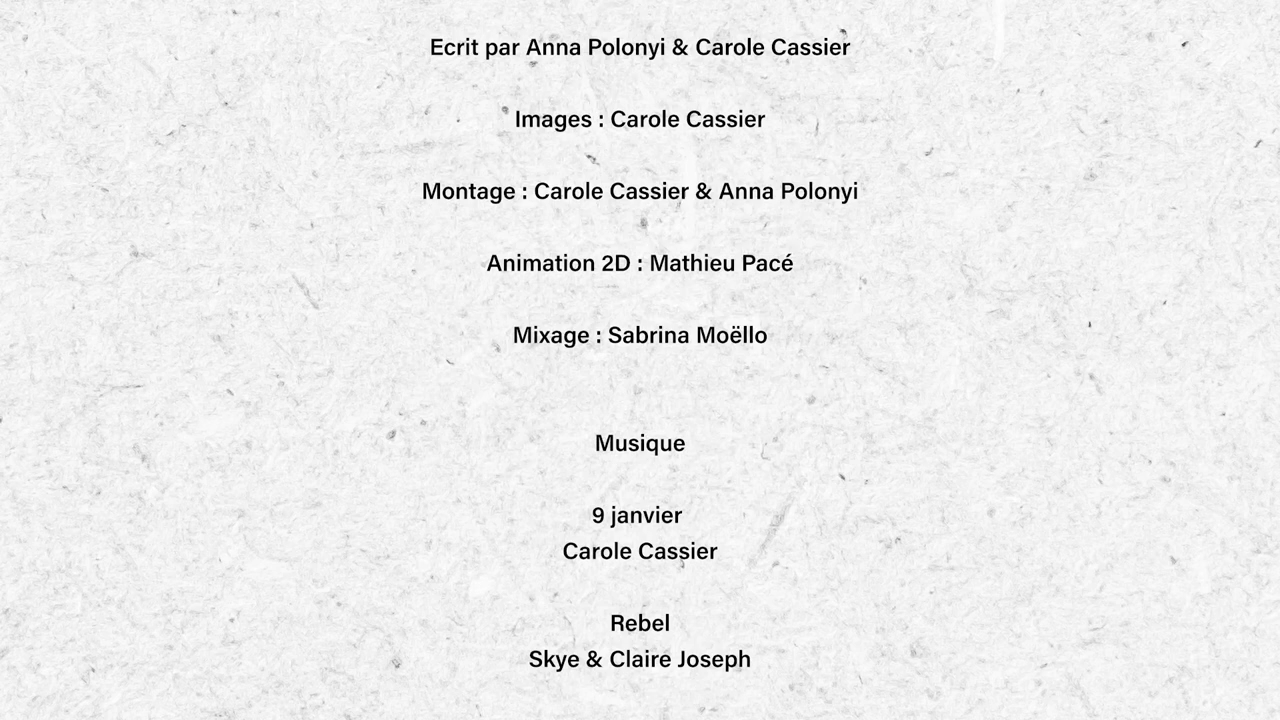 Ecrit par Anna Polonyi & Carole Cassier
Images : Carole Cassier
Montage : Carole Cassier & Anna Polonyi
Animation 2D : Mathieu Pacé
Mixage : Sabrina Moëllo
Musique
9 janvier
Carole Cassier
Rebel
Skye & Claire Joseph